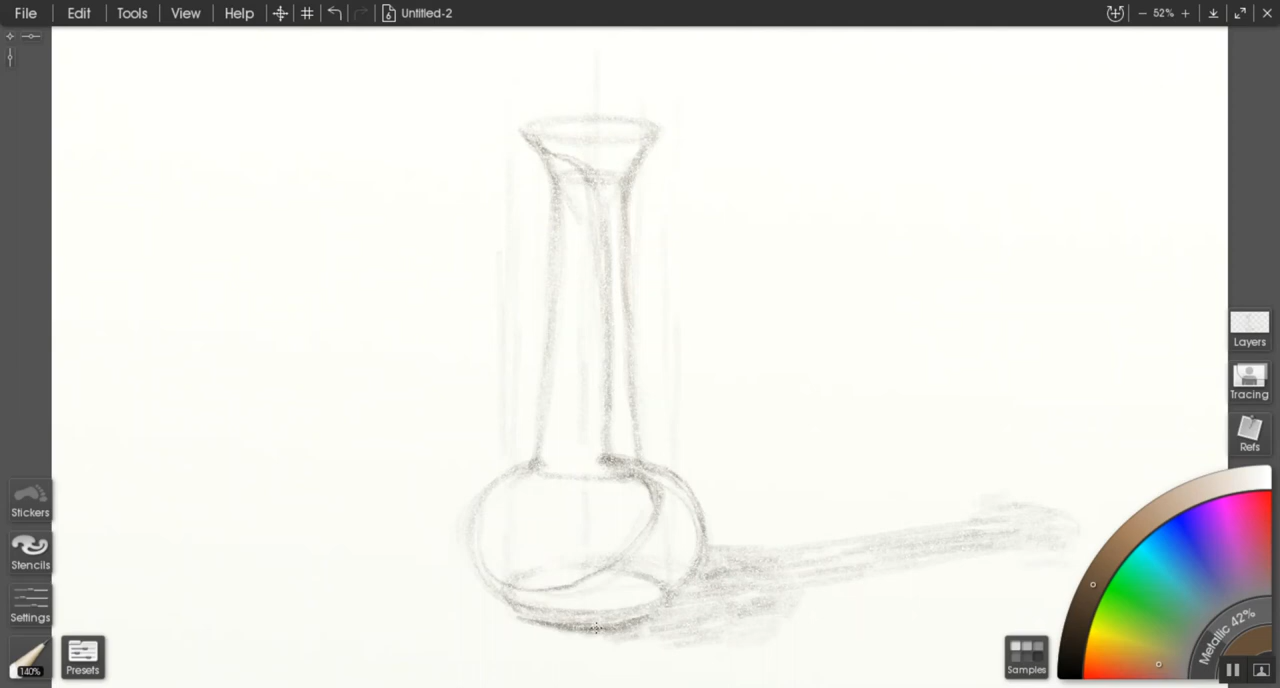 File Edit Tools View Help 6 Untitled-2 52%
Layers
Tracing
Refs
Stickers
Stencils
Settings
140%
Presets
Samples
Metallic 42%